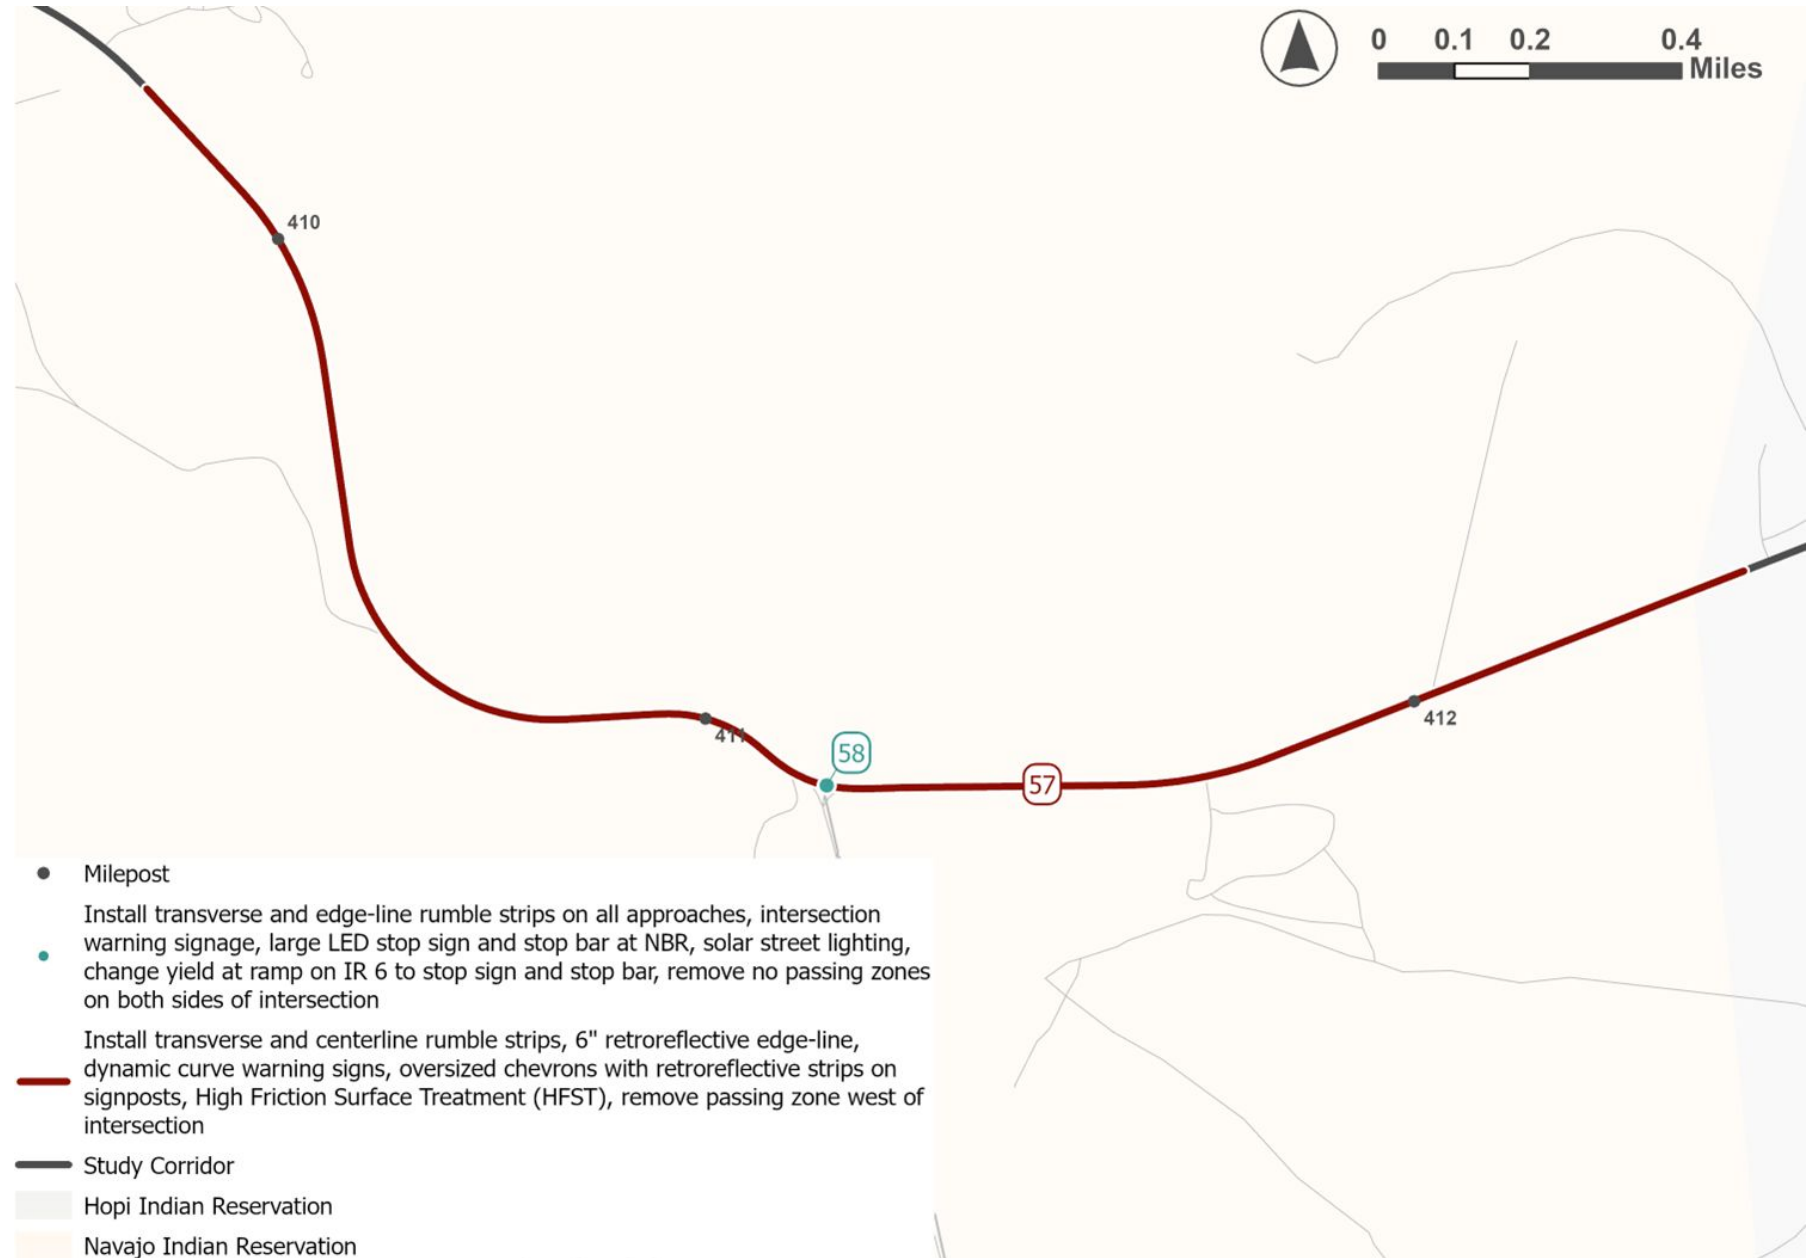 0 0.1 0.2 0.4
Miles
410
411
58
57
412
Milepost
Install transverse and edge-line rumble strips on all approaches, intersection
warning signage, large LED stop sign and stop bar at NBR, solar street lighting,
change yield at ramp on IR 6 to stop sign and stop bar, remove no passing zones
on both sides of intersection
Install transverse and centerline rumble strips, 6" retroreflective edge-line,
dynamic curve warning signs, oversized chevrons with retroreflective strips on
signposts, High Friction Surface Treatment (HFST), remove passing zone west of
intersection
Study Corridor
Hopi Indian Reservation
Navajo Indian Reservation